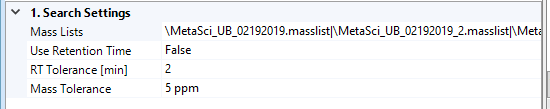 1. Search Settings
Mass Lists \MetaSci_UB_02192019.masslist|\MetaSci_UB_02192019_2.masslist|\Meta
Use Retention Time False
RT Tolerance [min] 2
Mass Tolerance 5 ppm